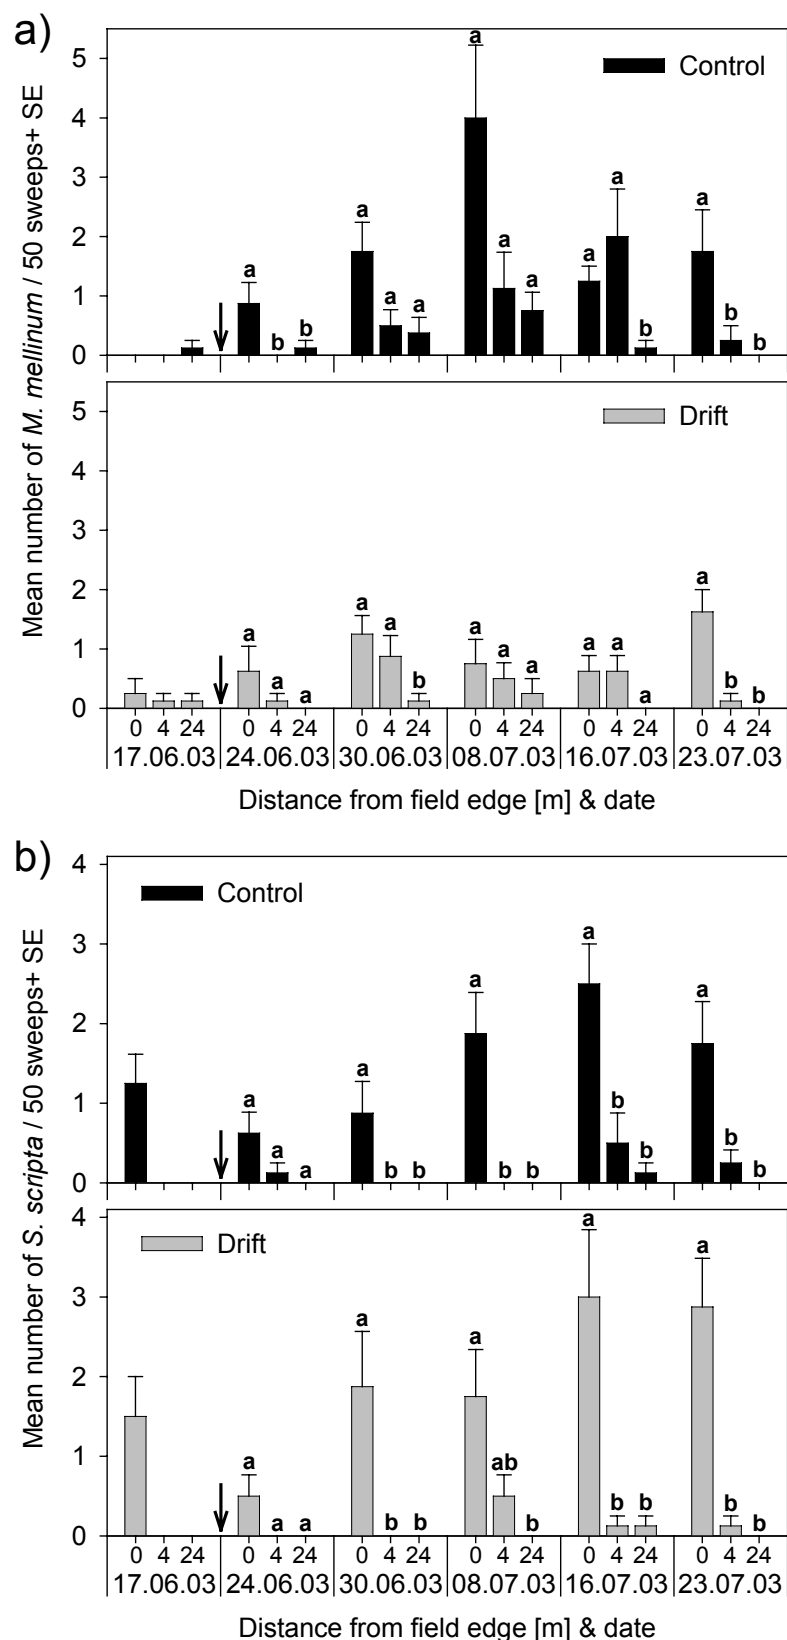 a)
Mean number of M. mellinum / 50 sweeps+ SE
5
4
3
2
1
0
Control
a
b
b
a
a
a
a
a
a
a
a
b
a
b
b
5
4
3
2
1
0
Drift
a
a
a
a
a
b
a
a
a
a
a
a
a
b
b
0 4 24 0 4 24 0 4 24 0 4 24 0 4 24 0 4 24
17.06.03 24.06.03 30.06.03 08.07.03 16.07.03 23.07.03
Distance from field edge [m] & date
b)
Mean number of S. scripta / 50 sweeps+ SE
4
3
2
1
0
Control
a
a
a
a
b
b
a
b
b
a
b
b
a
b
b
4
3
2
1
0
Drift
a
a
a
a
b
b
a
ab
b
a
b
b
a
b
b
0 4 24 0 4 24 0 4 24 0 4 24 0 4 24 0 4 24
17.06.03 24.06.03 30.06.03 08.07.03 16.07.03 23.07.03
Distance from field edge [m] & date